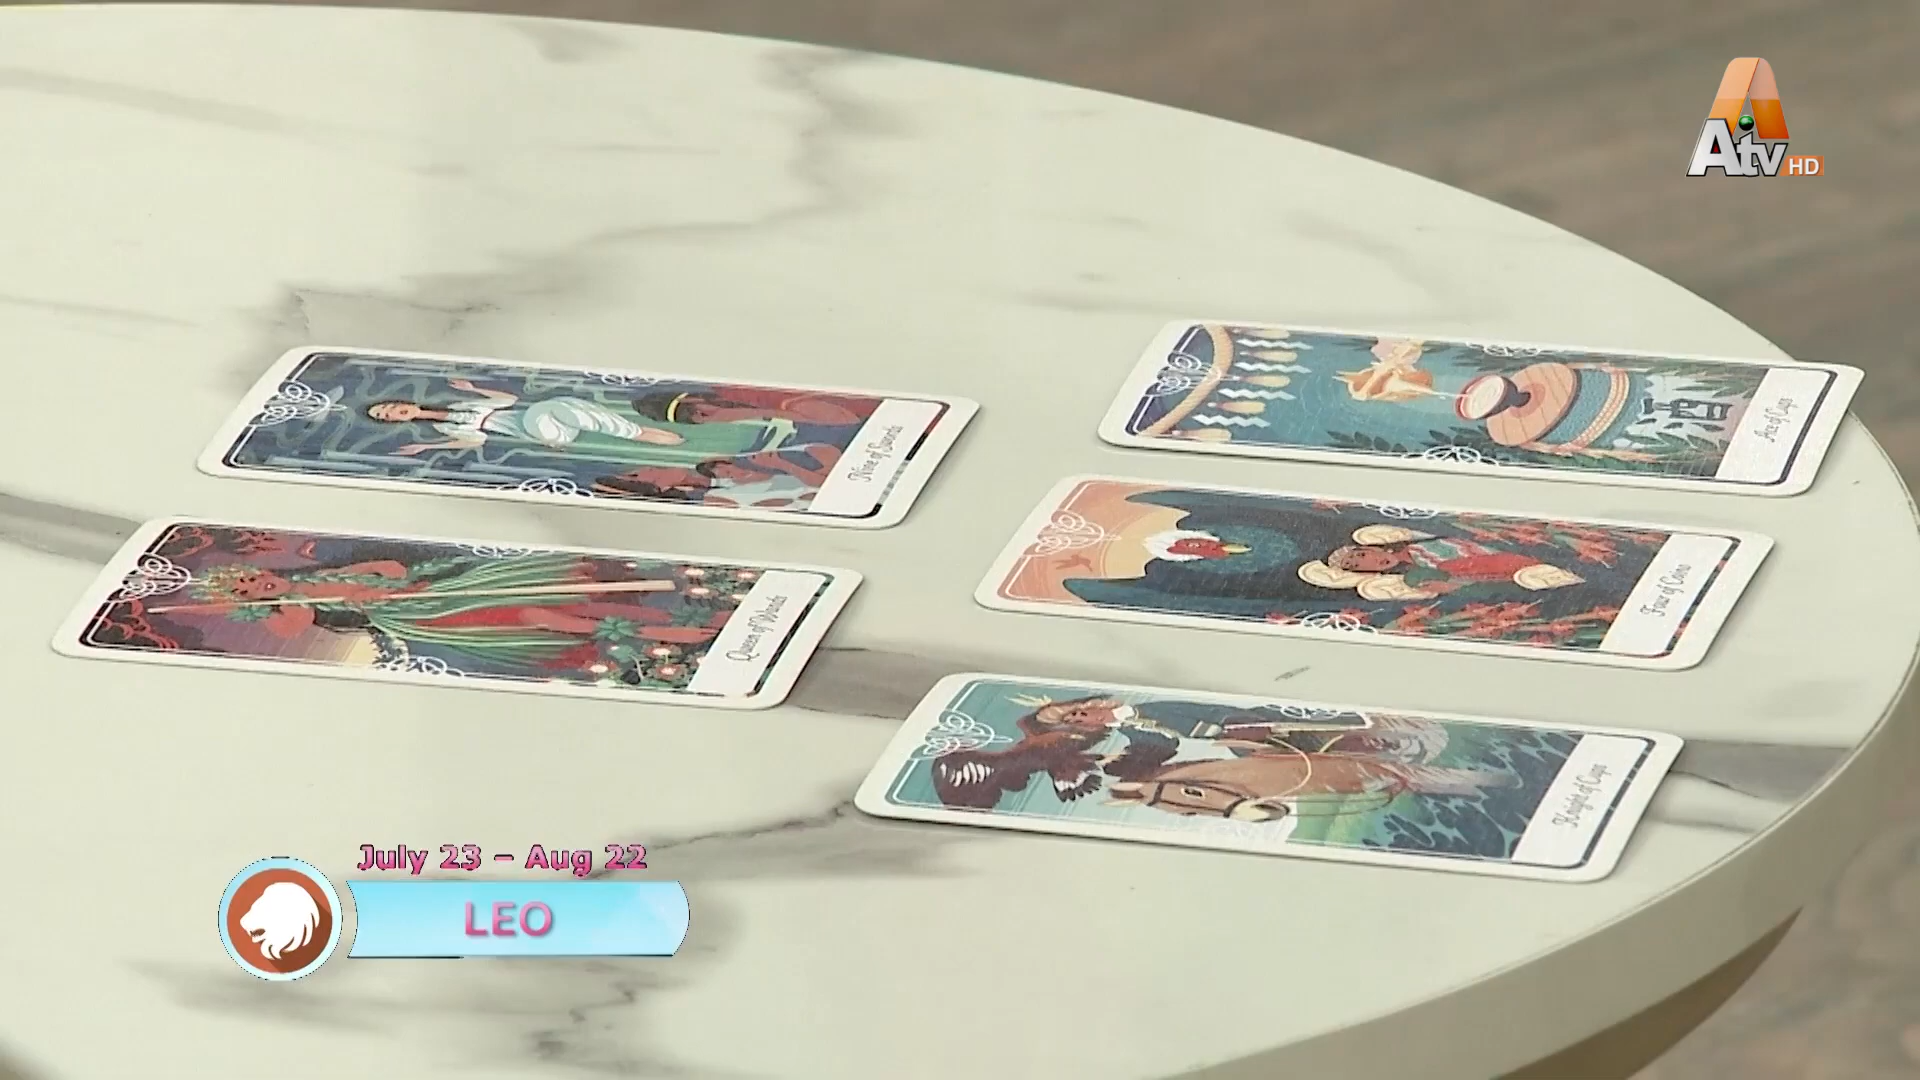 Atv HD
Ace of Cups
Nine of Swords
Four of Coins
Queen of Wands
Knight of Cups
July 23 – Aug 22
LEO